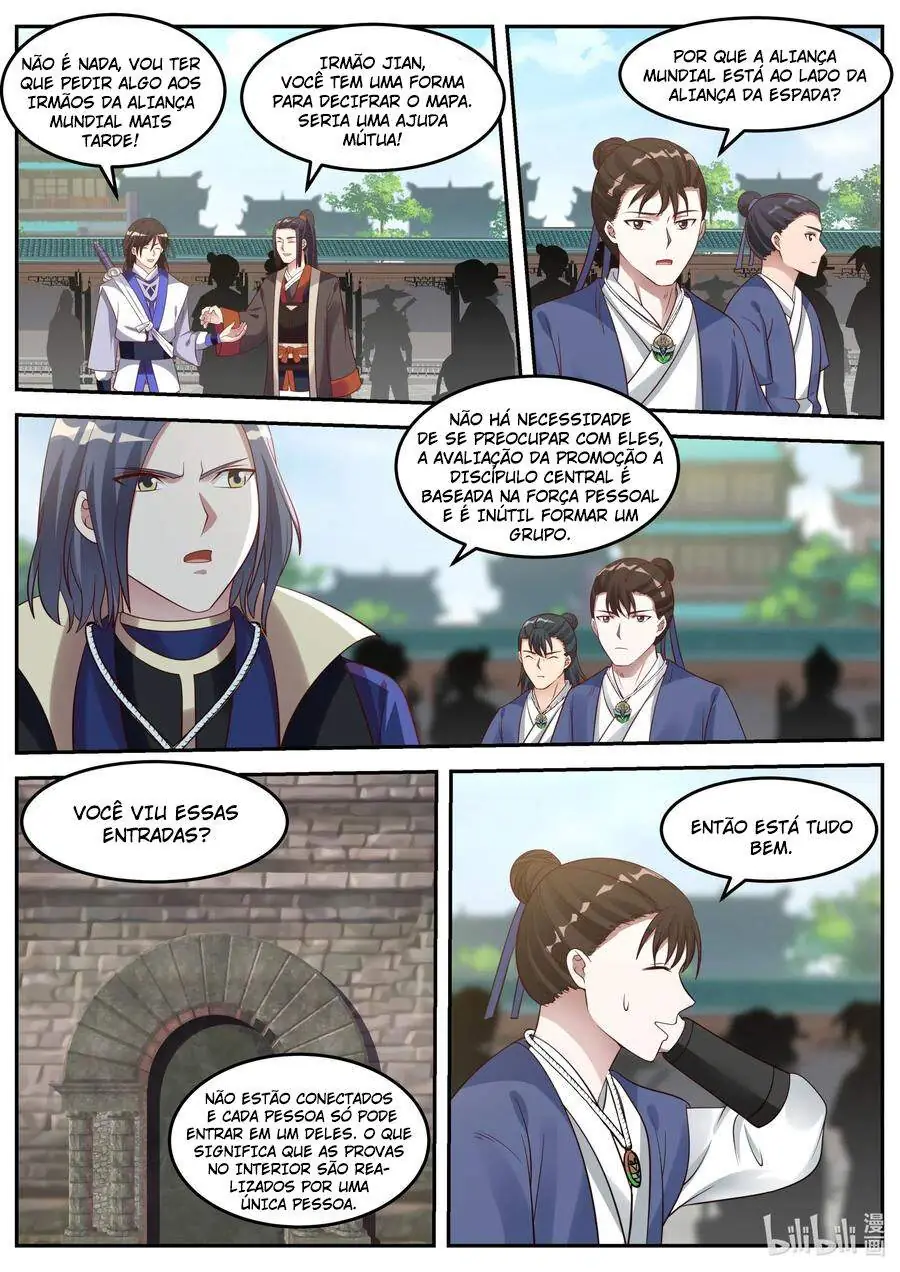 NÃO É NADA, VOU TER
QUE PEDIR ALGO AOS
IRMÃOS DA ALIANÇA
MUNDIAL MAIS
TARDE!
IRMÃO JIAN,
VOCÊ TEM UMA FORMA
PARA DECIFRAR O MAPA.
SERIA UMA AJUDA
MÚTUA!
POR QUE A ALIANÇA
MUNDIAL ESTÁ AO LADO DA
ALIANÇA DA ESPADA?
NÃO HÁ NECESSIDADE
DE SE PREOCUPAR COM ELES,
A AVALIAÇÃO DA PROMOÇÃO A
DISCÍPULO CENTRAL É
BASEADA NA FORÇA PESSOAL
E É INÚTIL FORMAR UM
GRUPO.
VOCÊ VIU ESSAS
ENTRADAS?
NÃO ESTÃO CONECTADOS
E CADA PESSOA SÓ PODE
ENTRAR EM UM DELES. O QUE
SIGNIFICA QUE AS PROVAS
NO INTERIOR SÃO REA-
LIZADOS POR UMA
ÚNICA PESSOA.
ENTÃO ESTÁ TUDO
BEM.
bilibili 漫画